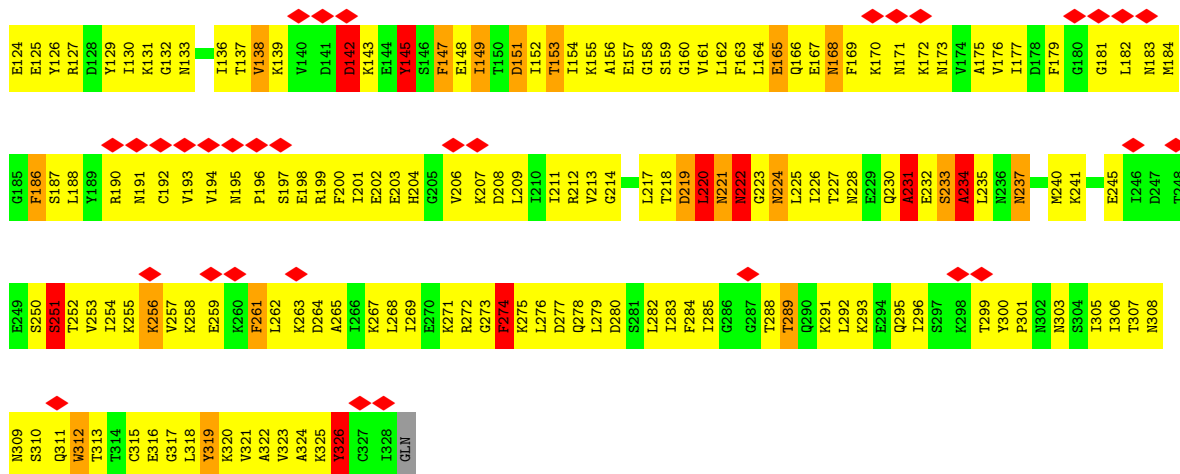 E124 E125 Y126 R127 D128 Y129 I130 K131 G132 N133 I136 T137 V138 K139 V140 D141 D142 K143 E144 Y145 S146 F147 E148 I149 T150 D151 I152 T153 I154 K155 A156 E157 G158 S159 G160 V161 L162 F163 L164 E165 Q166 E167 N168 F169 K170 N171 K172 N173 V174 A175 V176 I177 D178 F179 G180 G181 L182 N183 M184
G185 F186 S187 L188 Y189 R190 N191 C192 V193 V194 N195 P196 S197 E198 R199 F200 I201 E202 E203 H204 G205 V206 K207 D208 L209 I210 I211 R212 V213 G214 L217 T218 D219 L220 N221 N222 G223 N224 L225 I226 T227 N228 E229 Q230 A231 E232 S233 A234 L235 N236 N237 M240 K241 E245 I246 D247 T248
E249 S250 S251 T252 V253 I254 K255 K256 V257 K258 E259 K260 F261 L262 K263 D264 A265 I266 K267 L268 I269 E270 K271 R272 G273 F274 K275 L276 D277 Q278 L279 D280 S281 L282 I283 F284 I285 G286 G287 T288 T289 Q290 K291 L292 K293 E294 Q295 I296 S297 K298 T299 Y300 P301 N302 N303 S304 I305 I306 T307 N308
N309 S310 Q311 W312 T313 T314 C315 E316 G317 L318 Y319 K320 V321 A322 V323 A324 K325 Y326 C327 I328 GLN